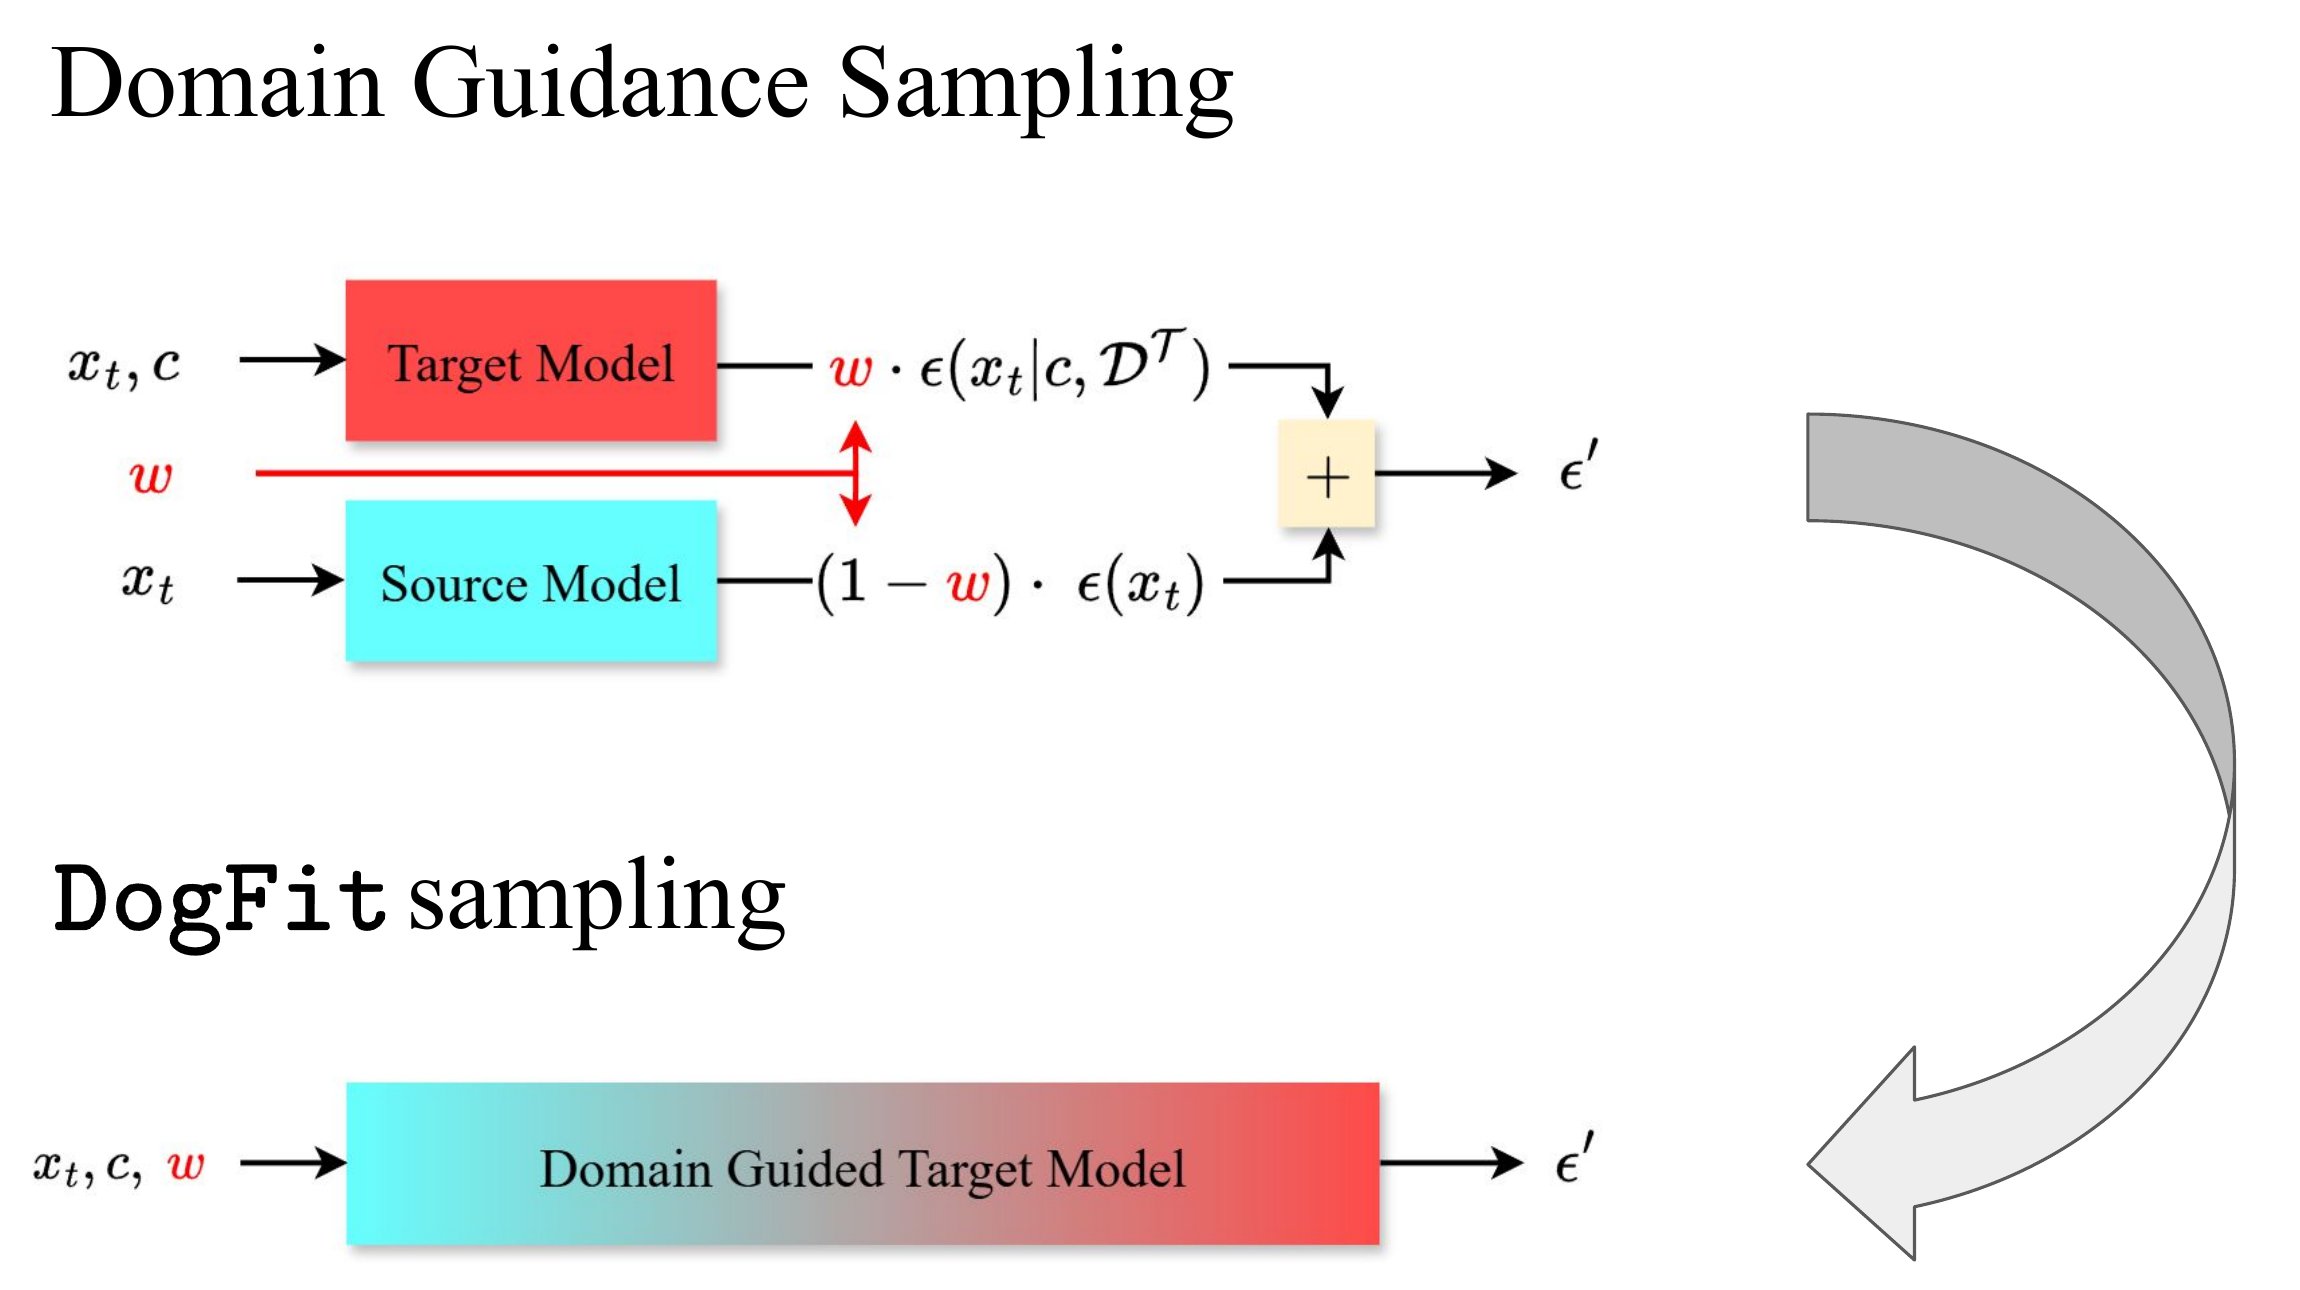 Domain Guidance Sampling
x_t, c
Target Model
w · ϵ(x_t|c, 𝒟^𝒯)
w
+
ϵ′
x_t
Source Model
(1 − w) · ϵ(x_t)
DogFit sampling
x_t, c, w
Domain Guided Target Model
ϵ′